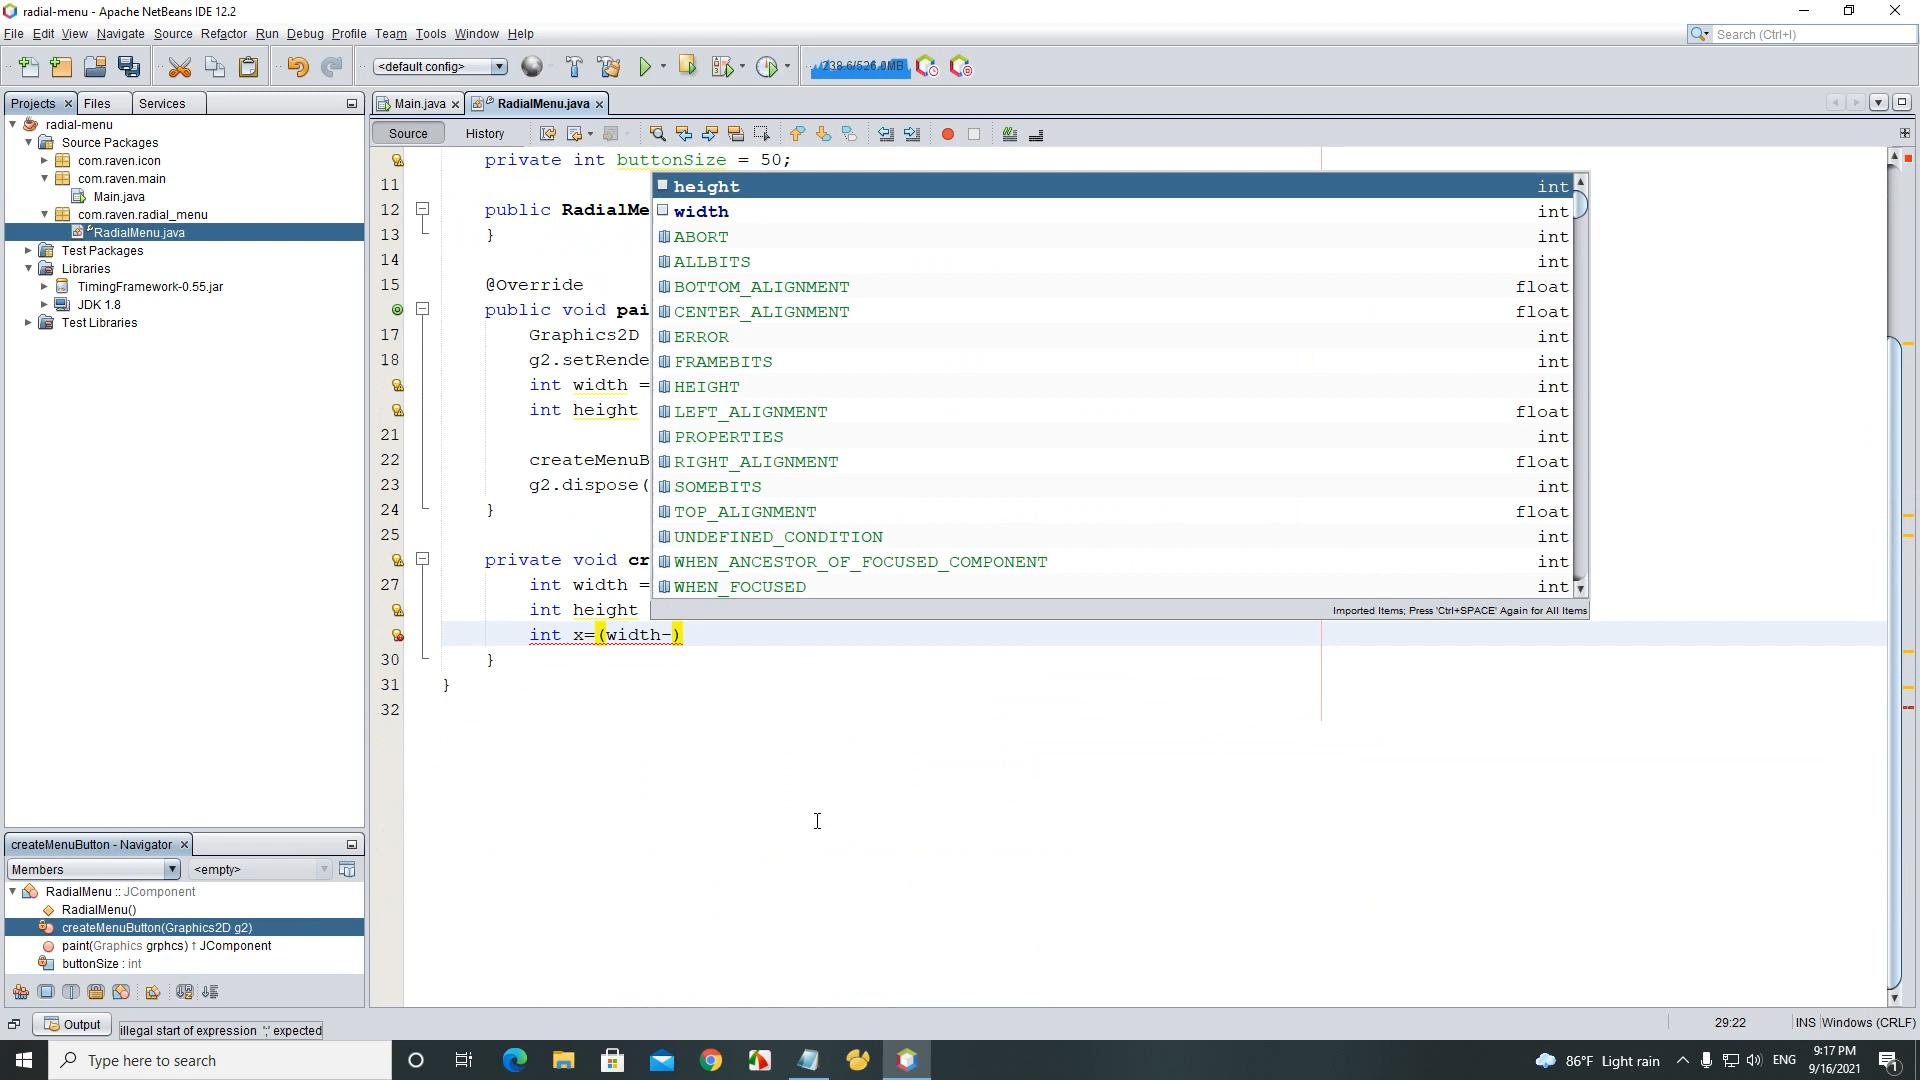 radial-menu - Apache NetBeans IDE 12.2
File Edit View Navigate Source Refactor Run Debug Profile Team Tools Window Help
Search (Ctrl+I)
<default config>
238.6/526.0MB
Projects
Files
Services
Main.java
RadialMenu.java
Source
History
radial-menu
Source Packages
com.raven.icon
com.raven.main
Main.java
com.raven.radial_menu
RadialMenu.java
Test Packages
Libraries
TimingFramework-0.55.jar
JDK 1.8
Test Libraries
private int buttonSize = 50;
11
12 public RadialMe
13 }
14
15 @Override
public void pai
17 Graphics2D
18 g2.setRende
int width =
int height
21
22 createMenuB
23 g2.dispose(
24 }
25
private void cr
27 int width =
int height
int x=(width-)
30 }
31 }
32
height int
width int
ABORT int
ALLBITS int
BOTTOM_ALIGNMENT float
CENTER_ALIGNMENT float
ERROR int
FRAMEBITS int
HEIGHT int
LEFT_ALIGNMENT float
PROPERTIES int
RIGHT_ALIGNMENT float
SOMEBITS int
TOP_ALIGNMENT float
UNDEFINED_CONDITION int
WHEN_ANCESTOR_OF_FOCUSED_COMPONENT int
WHEN_FOCUSED int
Imported Items; Press 'Ctrl+SPACE' Again for All Items
createMenuButton - Navigator
Members
<empty>
RadialMenu :: JComponent
RadialMenu()
createMenuButton(Graphics2D g2)
paint(Graphics grphcs) ↑ JComponent
buttonSize : int
Output
illegal start of expression ';' expected
29:22
INS
Windows (CRLF)
Type here to search
86°F Light rain
ENG
9:17 PM
9/16/2021
1